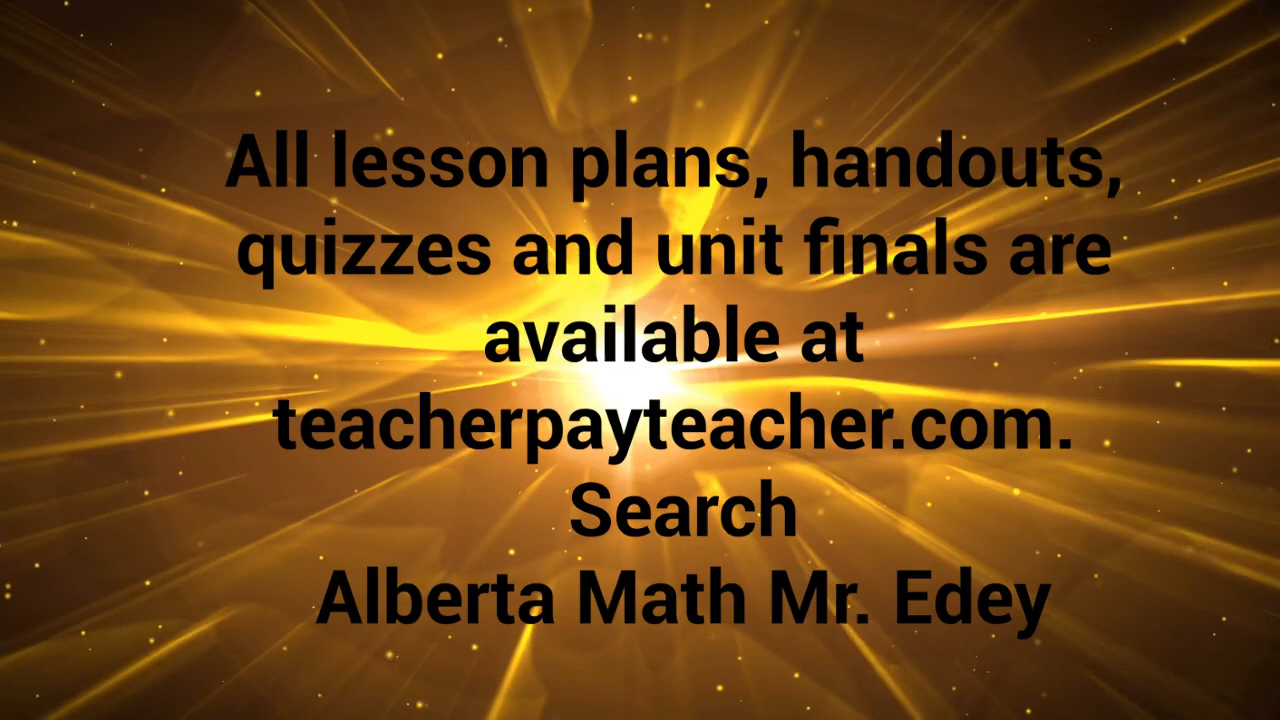 All lesson plans, handouts,
quizzes and unit finals are
available at
teacherpayteacher.com.
Search
Alberta Math Mr. Edey